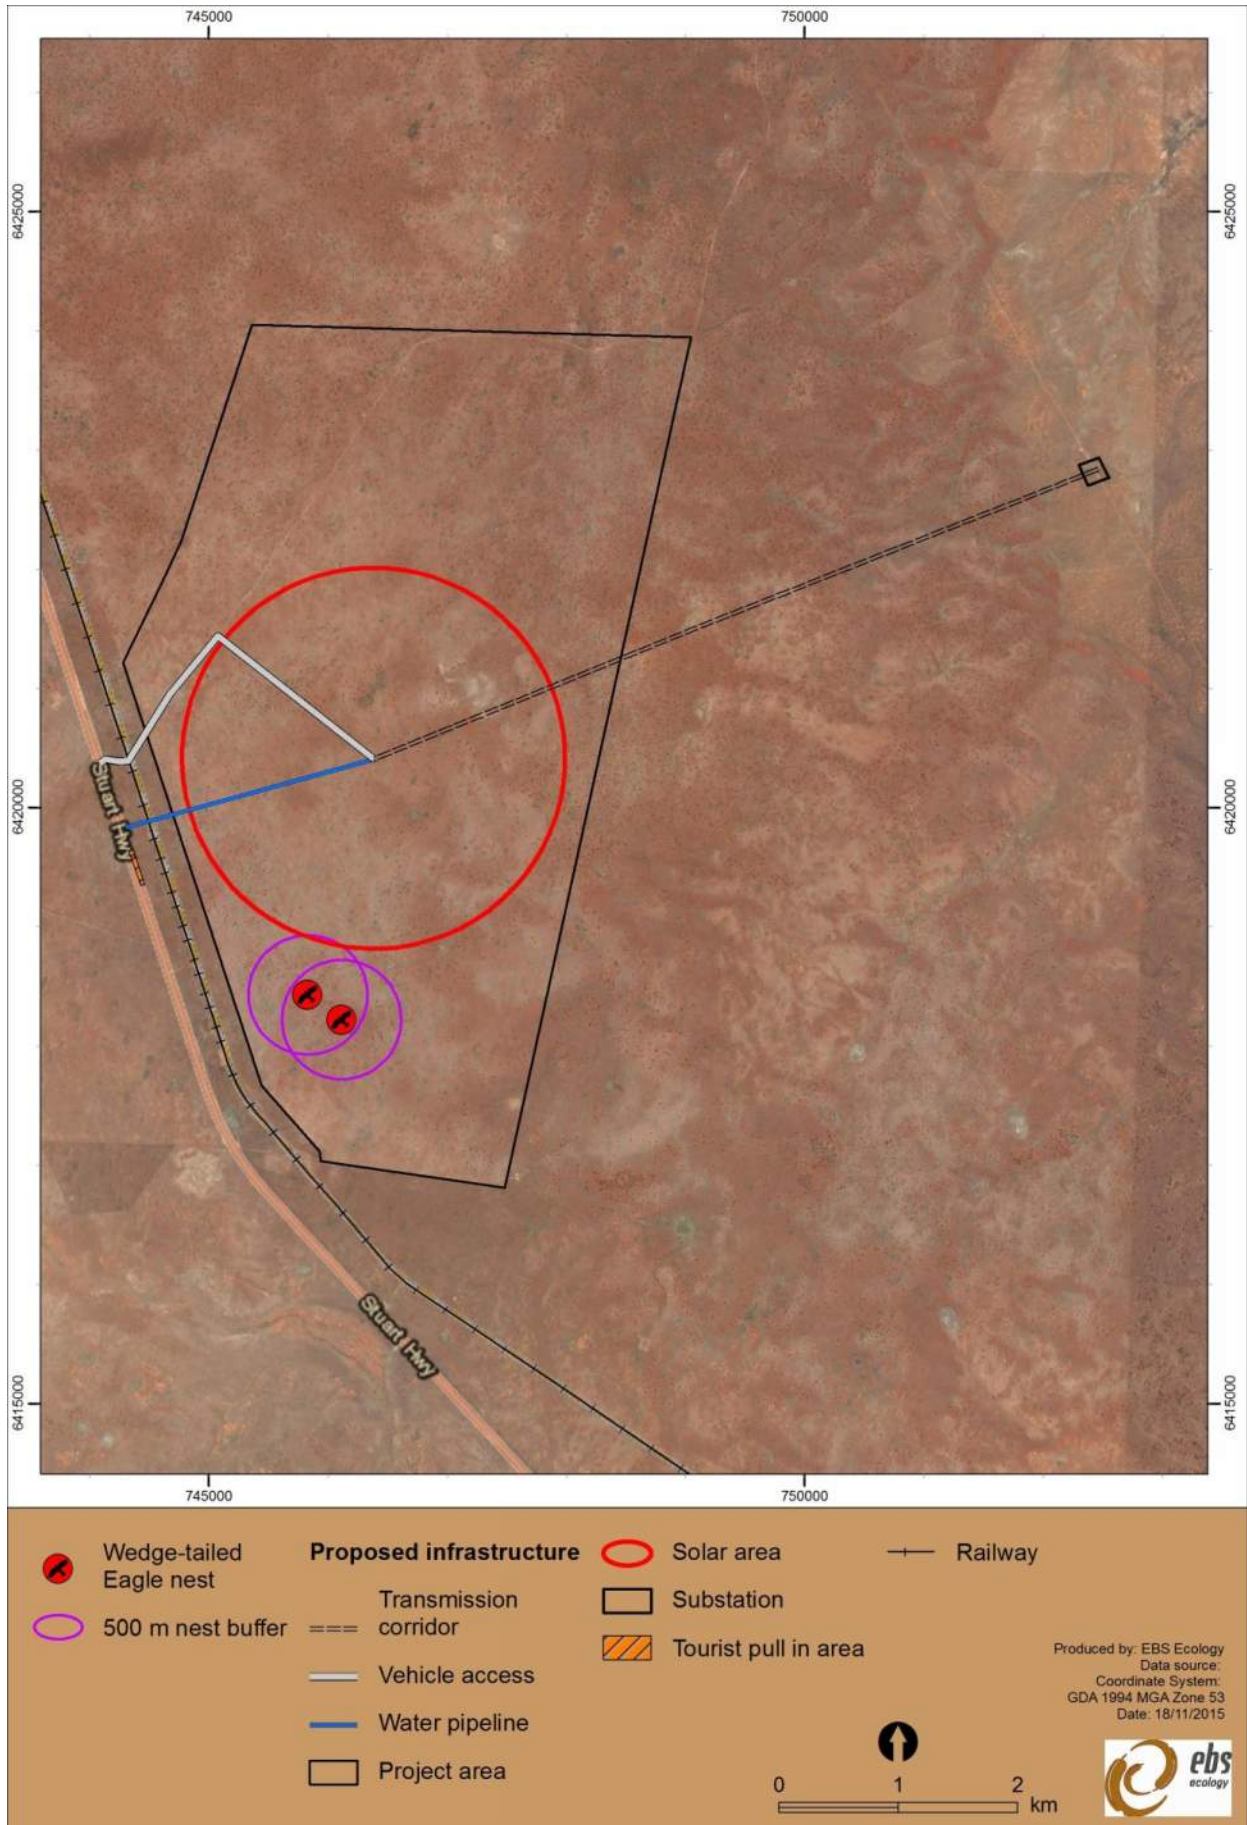 745000
750000
6425000
6425000
Stuart Hwy
6420000
6420000
Stuart Hwy
6415000
6415000
745000
750000
Wedge-tailed
Eagle nest
500 m nest buffer
Proposed infrastructure
Transmission
corridor
Vehicle access
Water pipeline
Project area
Solar area
Substation
Tourist pull in area
Railway
Produced by: EBS Ecology
Data source:
Coordinate System:
GDA 1994 MGA Zone 53
Date: 18/11/2015
0 1 2
km
ebs
ecology